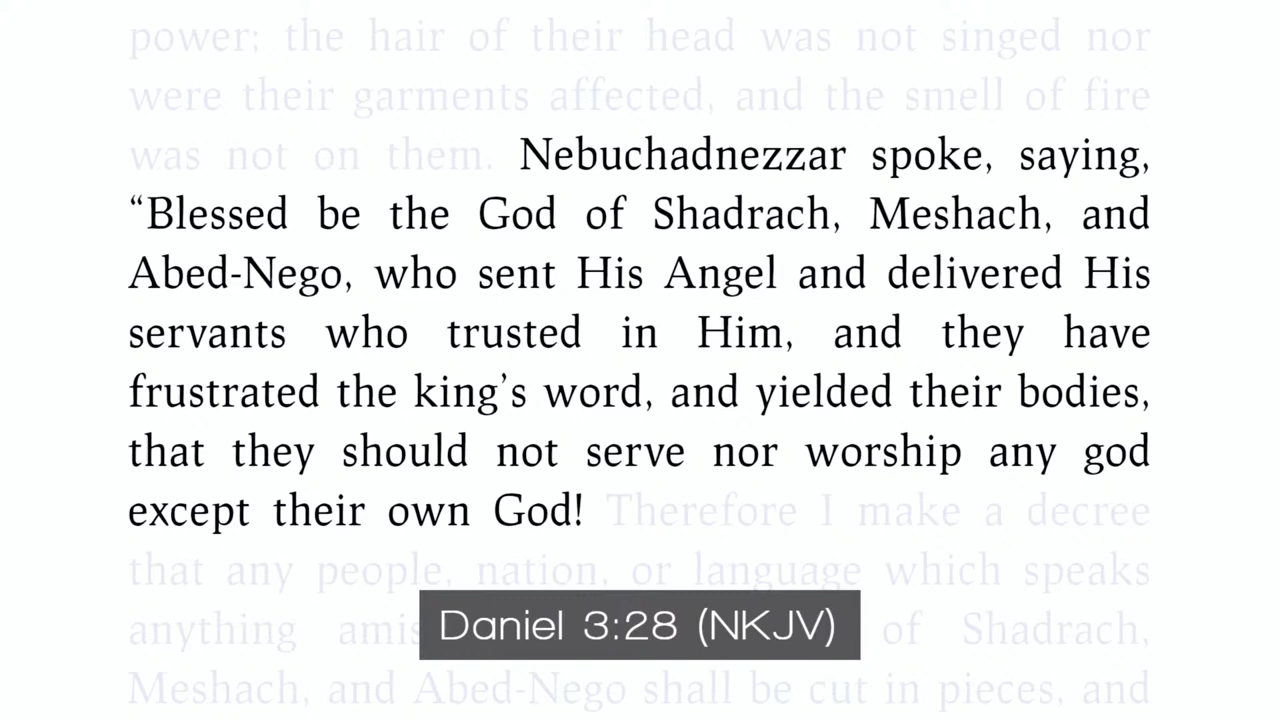 power; the hair of their head was not singed nor
were their garments affected, and the smell of fire
was not on them. Nebuchadnezzar spoke, saying,
“Blessed be the God of Shadrach, Meshach, and
Abed-Nego, who sent His Angel and delivered His
servants who trusted in Him, and they have
frustrated the king’s word, and yielded their bodies,
that they should not serve nor worship any god
except their own God! Therefore I make a decree
that any people, nation, or language which speaks
anything of Shadrach,
Daniel 3:28 (NKJV)
Meshach, and Abed-Nego shall be cut in pieces, and